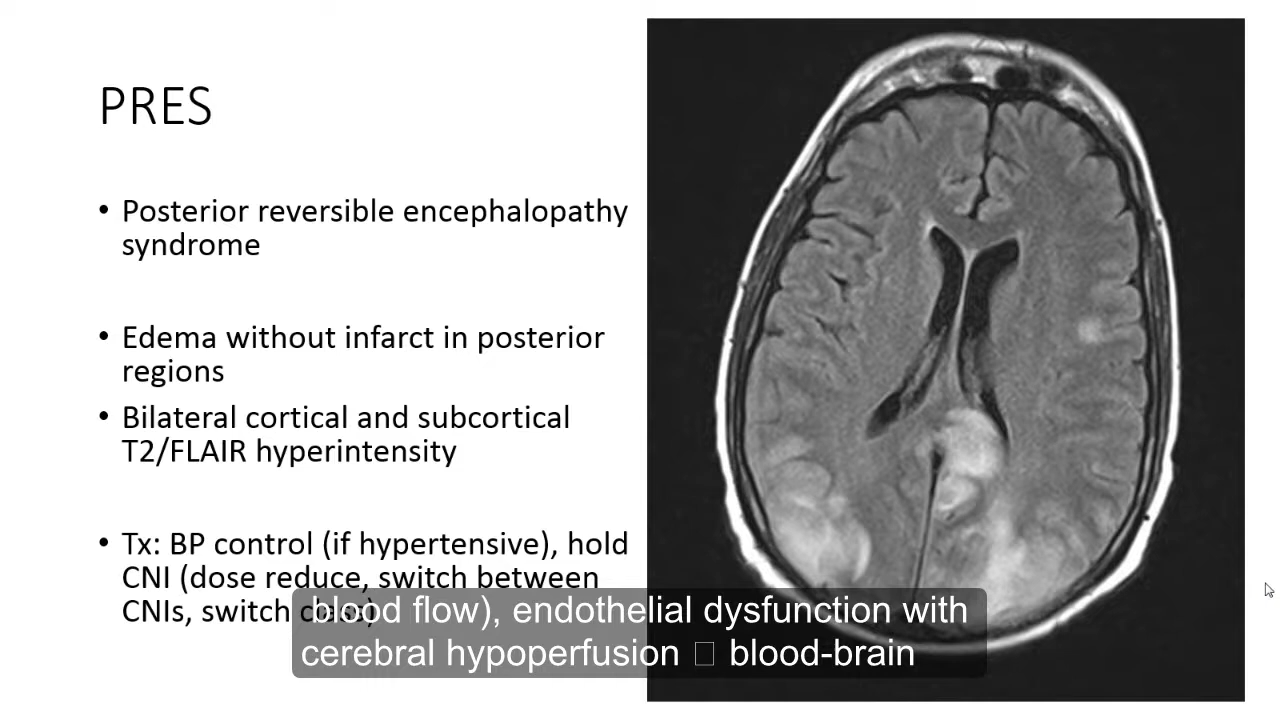 PRES
• Posterior reversible encephalopathy
syndrome
• Edema without infarct in posterior
regions
• Bilateral cortical and subcortical
T2/FLAIR hyperintensity
• Tx: BP control (if hypertensive), hold
CNI (dose reduce, switch between
CNIs, switch class)
blood flow), endothelial dysfunction with
cerebral hypoperfusion □ blood-brain